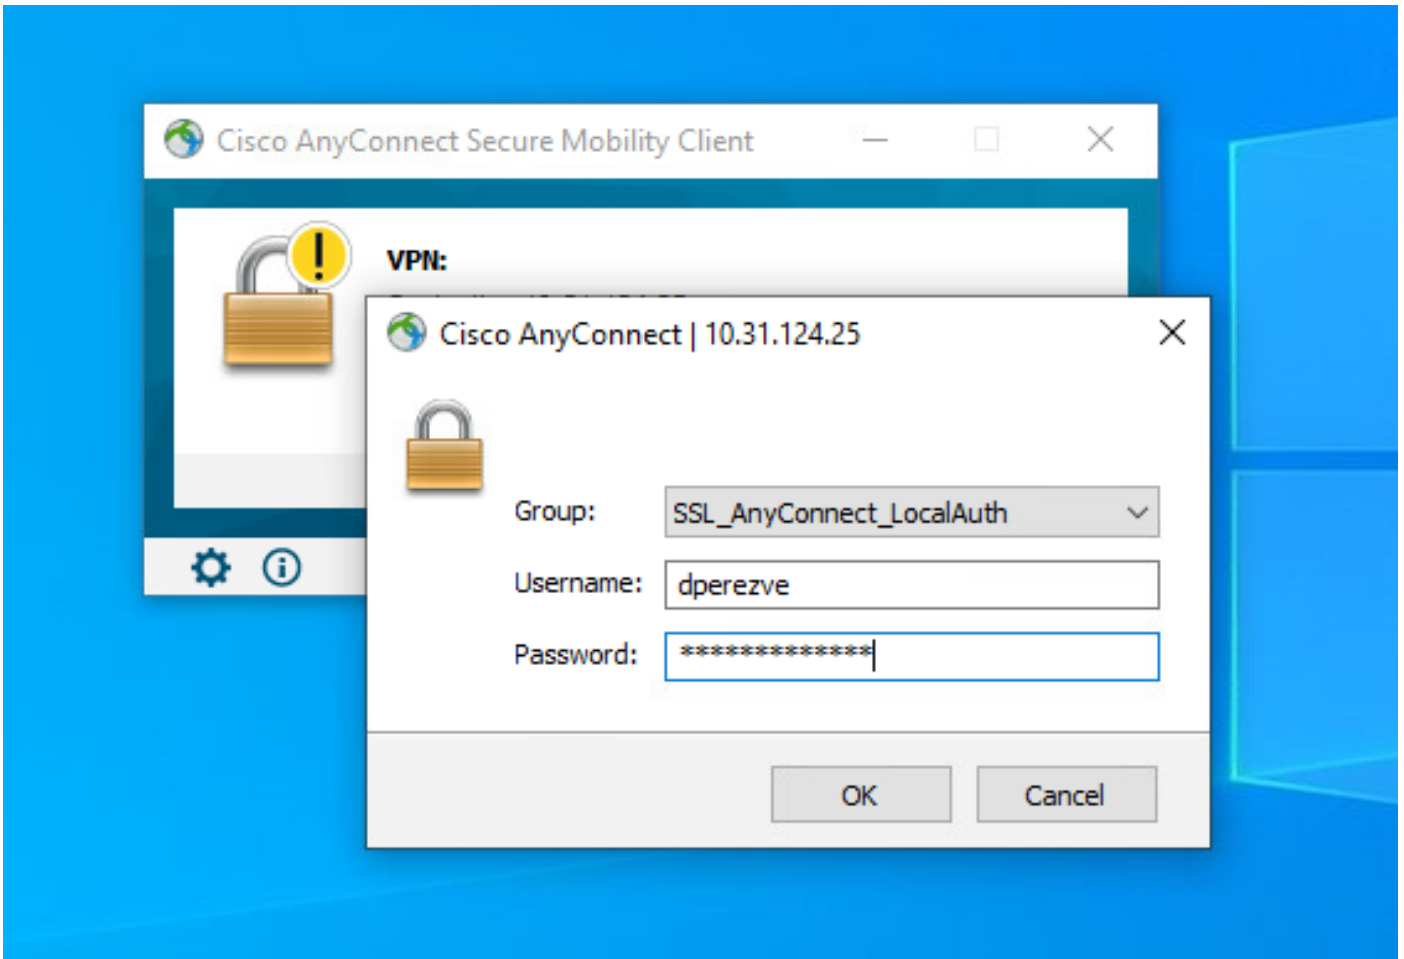 Cisco AnyConnect Secure Mobility Client
VPN:
Cisco AnyConnect | 10.31.124.25
Group: SSL_AnyConnect_LocalAuth
Username: dperezve
Password: *************
OK Cancel